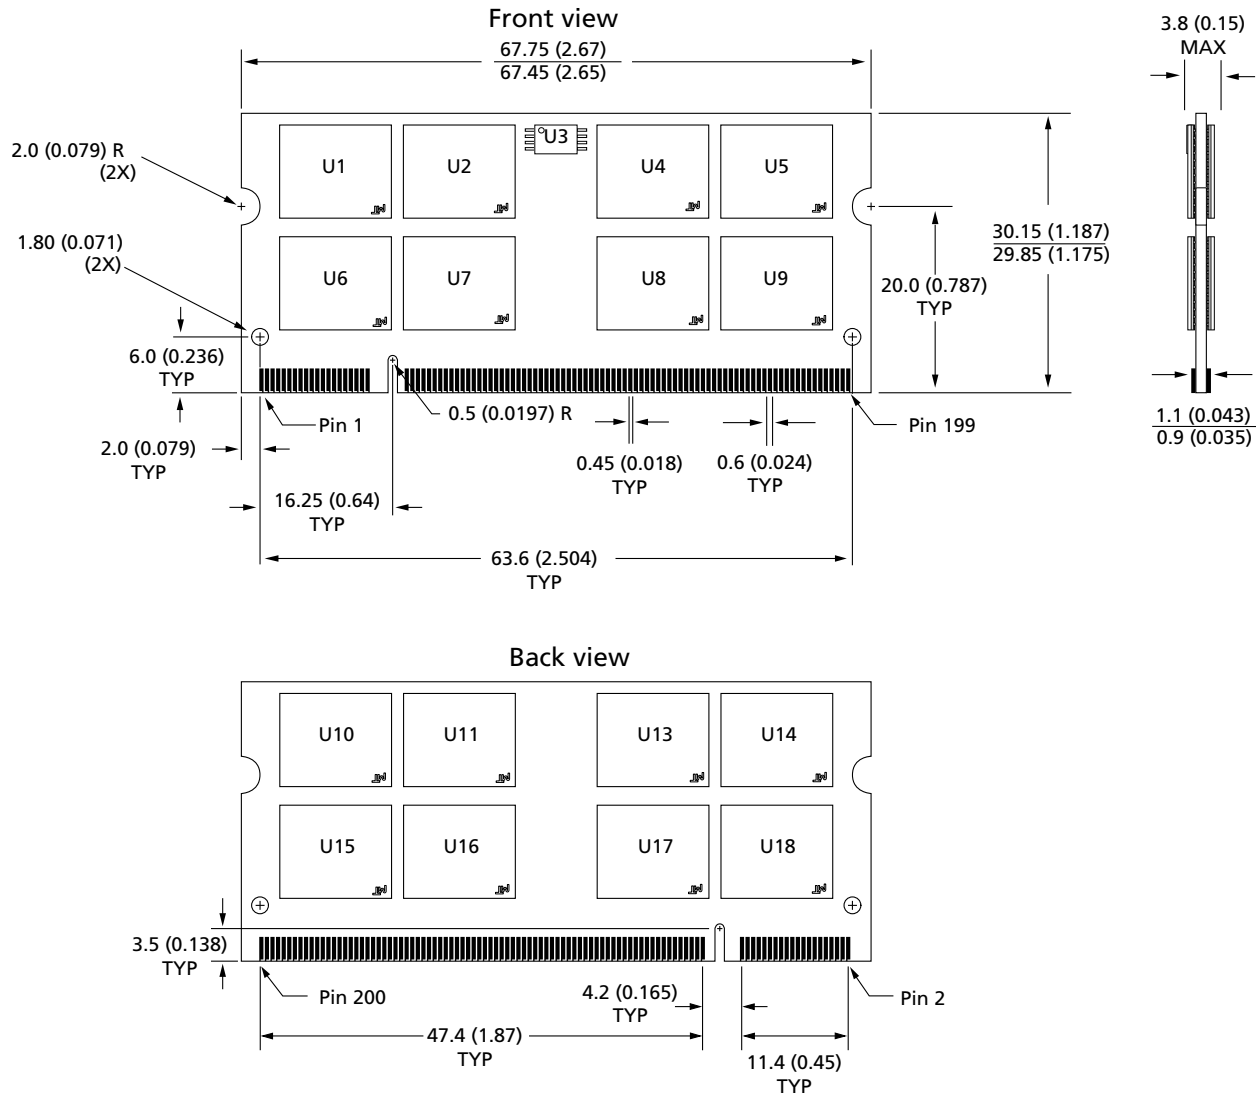 Front view
67.75 (2.67)
67.45 (2.65)
3.8 (0.15)
MAX
2.0 (0.079) R
(2X)
U1
U2
U3
U4
U5
1.80 (0.071)
(2X)
U6
U7
U8
U9
30.15 (1.187)
29.85 (1.175)
20.0 (0.787)
TYP
6.0 (0.236)
TYP
Pin 1
0.5 (0.0197) R
Pin 199
1.1 (0.043)
0.9 (0.035)
2.0 (0.079)
TYP
0.45 (0.018)
TYP
0.6 (0.024)
TYP
16.25 (0.64)
TYP
63.6 (2.504)
TYP
Back view
U10
U11
U13
U14
U15
U16
U17
U18
3.5 (0.138)
TYP
Pin 200
4.2 (0.165)
TYP
Pin 2
47.4 (1.87)
TYP
11.4 (0.45)
TYP